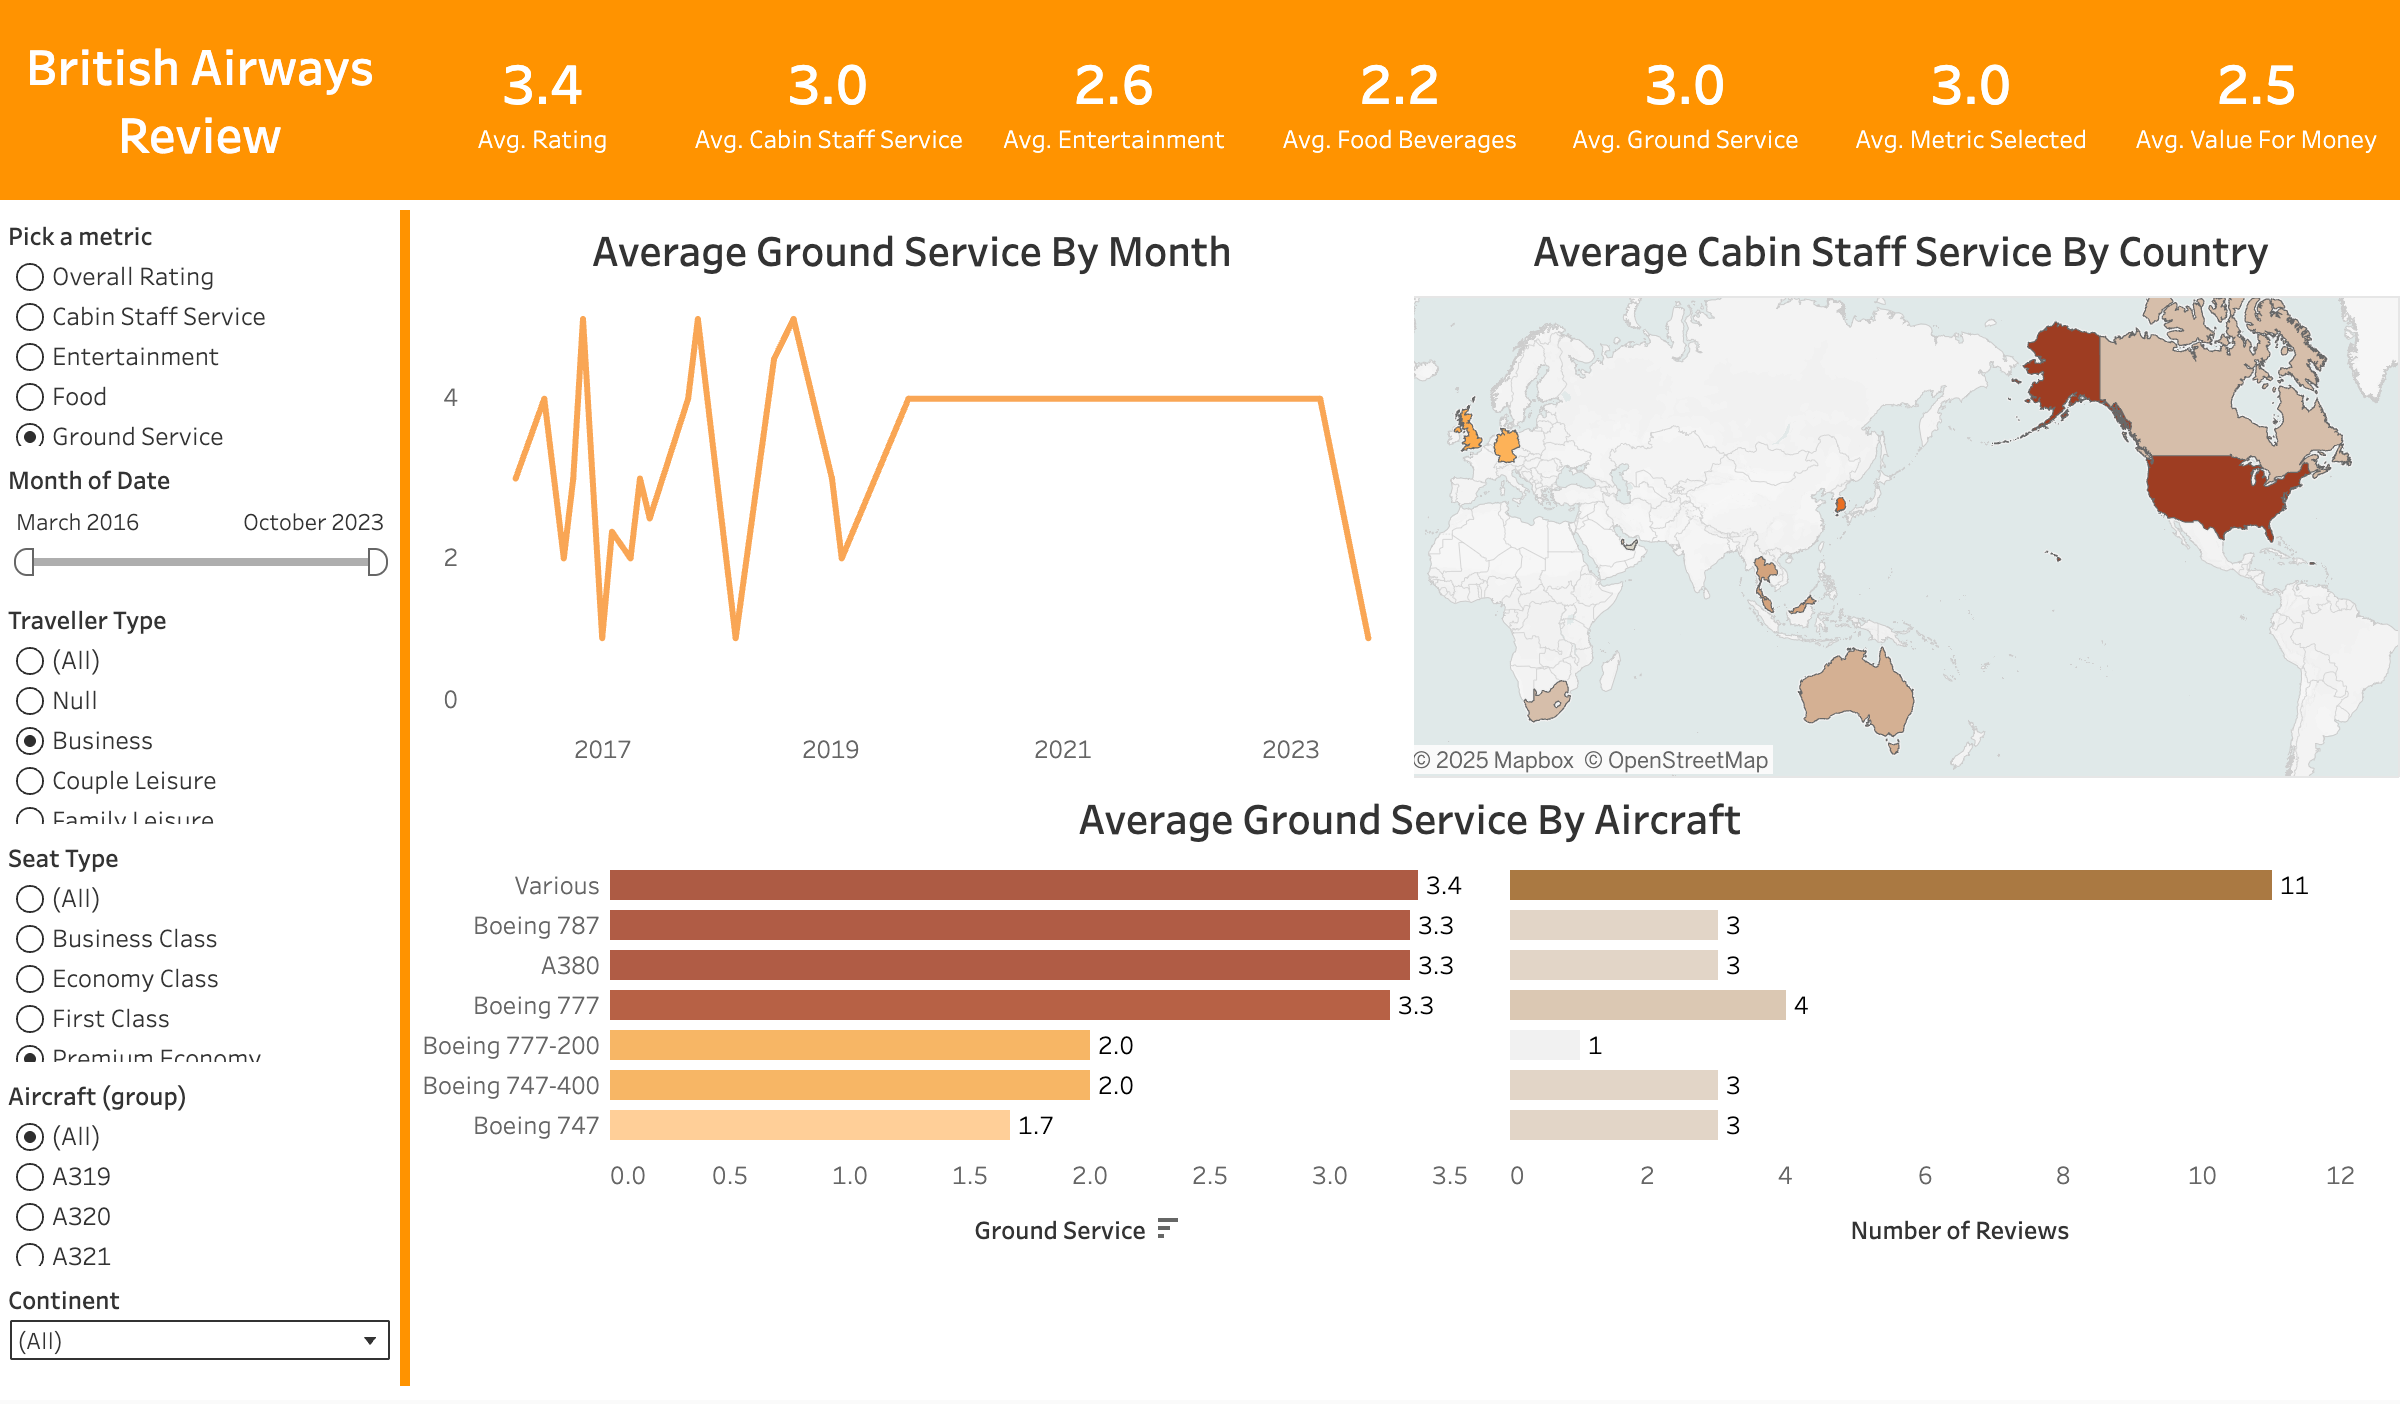 British Airways
Review
3.4
Avg. Rating
3.0
Avg. Cabin Staff Service
2.6
Avg. Entertainment
2.2
Avg. Food Beverages
3.0
Avg. Ground Service
3.0
Avg. Metric Selected
2.5
Avg. Value For Money
Pick a metric
Overall Rating
Cabin Staff Service
Entertainment
Food
Ground Service
Month of Date
March 2016 October 2023
Traveller Type
(All)
Null
Business
Couple Leisure
Family Leisure
Seat Type
(All)
Business Class
Economy Class
First Class
Premium Economy
Aircraft (group)
(All)
A319
A320
A321
Continent
(All)
Average Ground Service By Month
4
2
0
2017 2019 2021 2023
Average Cabin Staff Service By Country
© 2025 Mapbox © OpenStreetMap
Average Ground Service By Aircraft
Various 3.4 11
Boeing 787 3.3 3
A380 3.3 3
Boeing 777 3.3 4
Boeing 777-200 2.0 1
Boeing 747-400 2.0 3
Boeing 747 1.7 3
0.0 0.5 1.0 1.5 2.0 2.5 3.0 3.5 0 2 4 6 8 10 12
Ground Service Number of Reviews